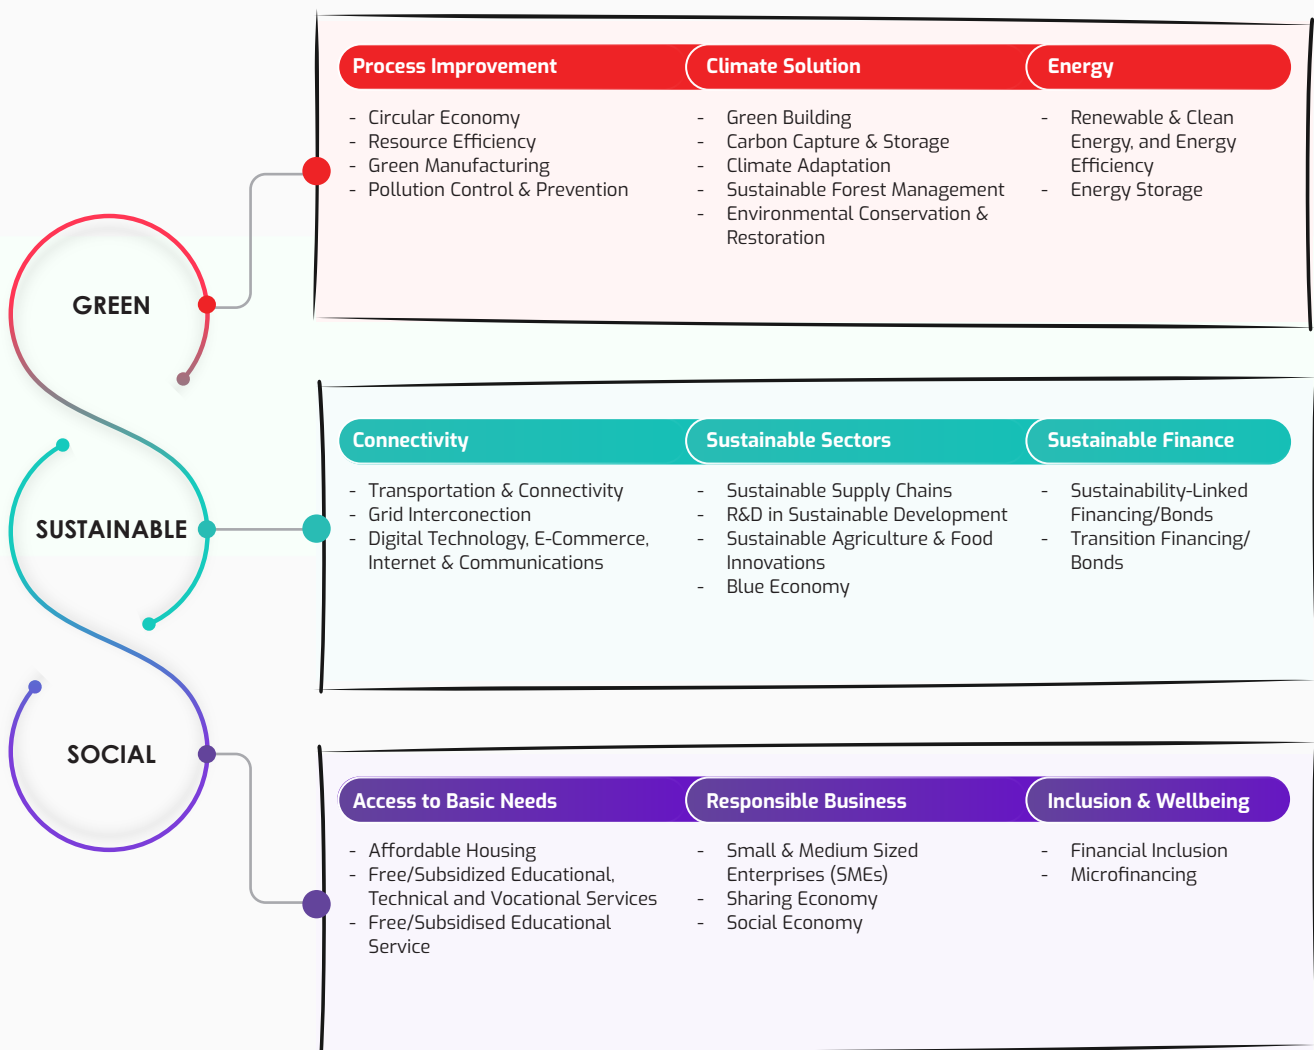 GREEN
Process Improvement
- Circular Economy
- Resource Efficiency
- Green Manufacturing
- Pollution Control & Prevention
Climate Solution
- Green Building
- Carbon Capture & Storage
- Climate Adaptation
- Sustainable Forest Management
- Environmental Conservation &
Restoration
Energy
- Renewable & Clean
Energy, and Energy
Efficiency
- Energy Storage
SUSTAINABLE
Connectivity
- Transportation & Connectivity
- Grid Interconection
- Digital Technology, E-Commerce,
Internet & Communications
Sustainable Sectors
- Sustainable Supply Chains
- R&D in Sustainable Development
- Sustainable Agriculture & Food
Innovations
- Blue Economy
Sustainable Finance
- Sustainability-Linked
Financing/Bonds
- Transition Financing/
Bonds
SOCIAL
Access to Basic Needs
- Affordable Housing
- Free/Subsidized Educational,
Technical and Vocational Services
- Free/Subsidised Educational
Service
Responsible Business
- Small & Medium Sized
Enterprises (SMEs)
- Sharing Economy
- Social Economy
Inclusion & Wellbeing
- Financial Inclusion
- Microfinancing